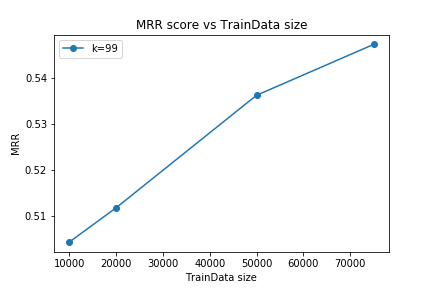 MRR score vs TrainData size
k=99
0.54
0.53
0.52
0.51
MRR
10000 20000 30000 40000 50000 60000 70000
TrainData size